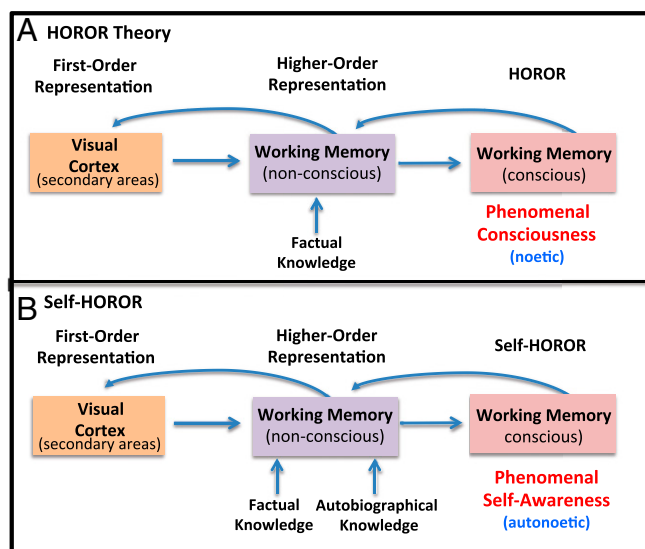 A HOROR Theory
First-Order
Representation
Higher-Order
Representation
HOROR
Visual
Cortex
(secondary areas)
Working Memory
(non-conscious)
Working Memory
(conscious)
Factual
Knowledge
Phenomenal
Consciousness
(noetic)
B Self-HOROR
First-Order
Representation
Higher-Order
Representation
Self-HOROR
Visual
Cortex
(secondary areas)
Working Memory
(non-conscious)
Working Memory
conscious)
Factual
Knowledge
Autobiographical
Knowledge
Phenomenal
Self-Awareness
(autonoetic)